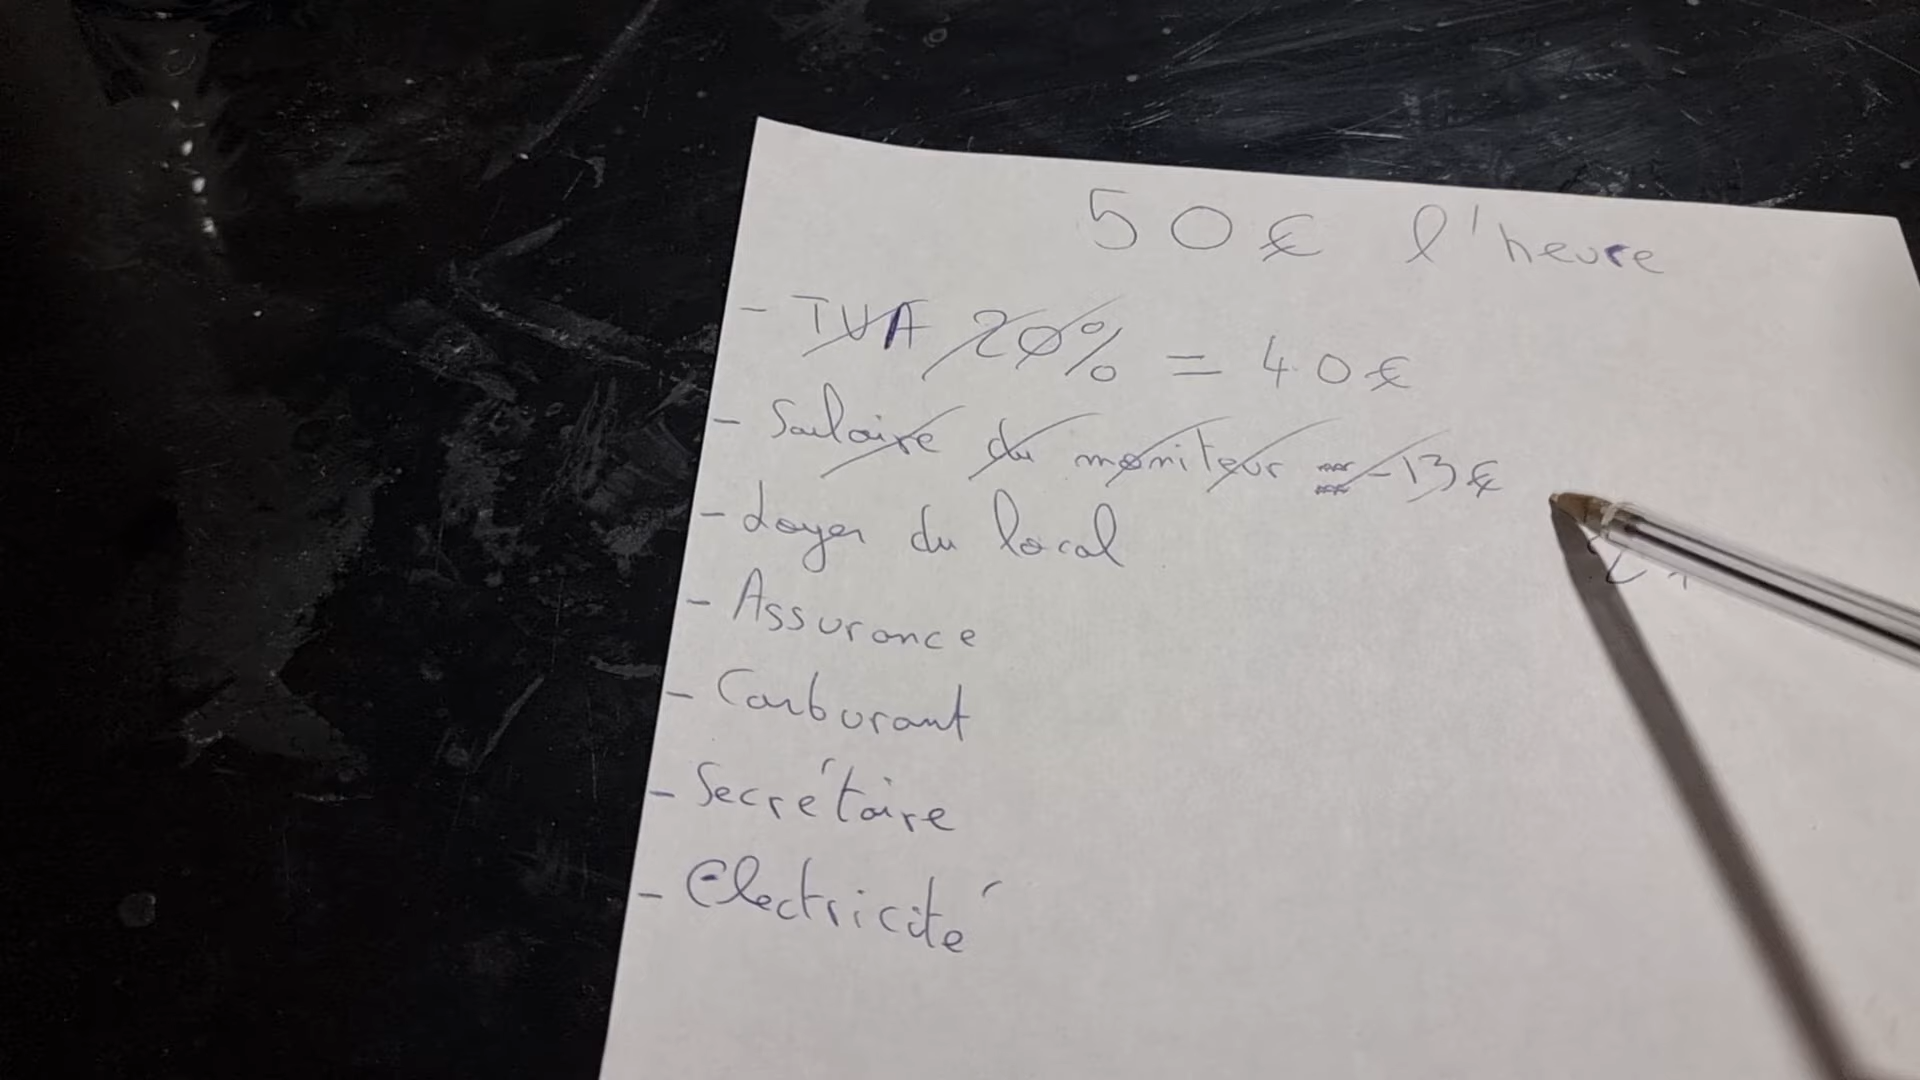 50€ l'heure
- TVA 20% = 40€
- Salaire du moniteur = -13€
- Loyer du local
- Assurance
- Carburant
- Secrétaire
- Electricité